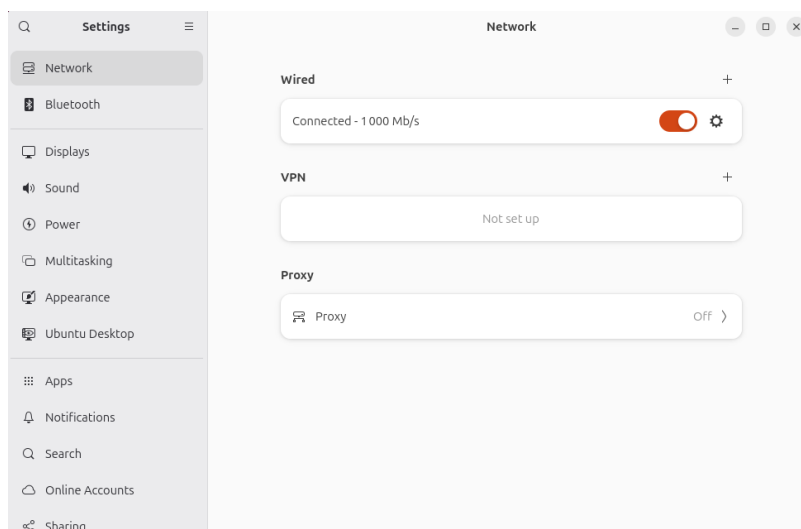 Settings
Network
Bluetooth
Displays
Sound
Power
Multitasking
Appearance
Ubuntu Desktop
Apps
Notifications
Search
Online Accounts
Sharing
Network
Wired
Connected - 1000 Mb/s
VPN
Not set up
Proxy
Proxy
Off